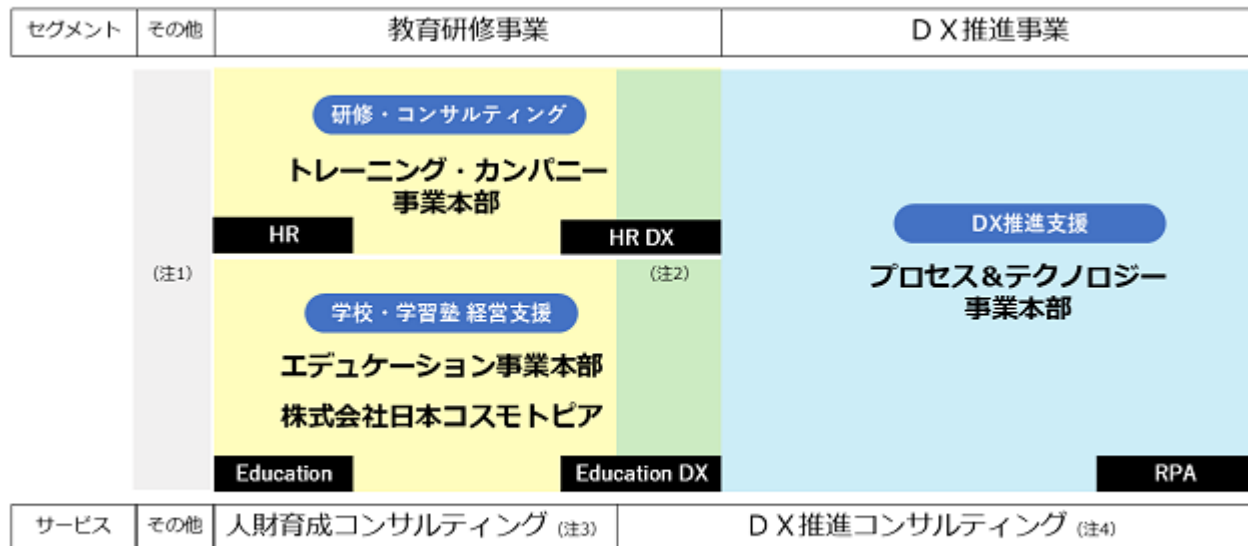 セグメント その他 教育研修事業 ＤＸ推進事業
研修・コンサルティング
トレーニング・カンパニー
事業本部
HR HR DX
(注1)
(注2)
学校・学習塾 経営支援
エデュケーション事業本部
株式会社日本コスモトピア
Education Education DX
DX推進支援
プロセス＆テクノロジー
事業本部
RPA
サービス その他 人財育成コンサルティング (注3) ＤＸ推進コンサルティング (注4)